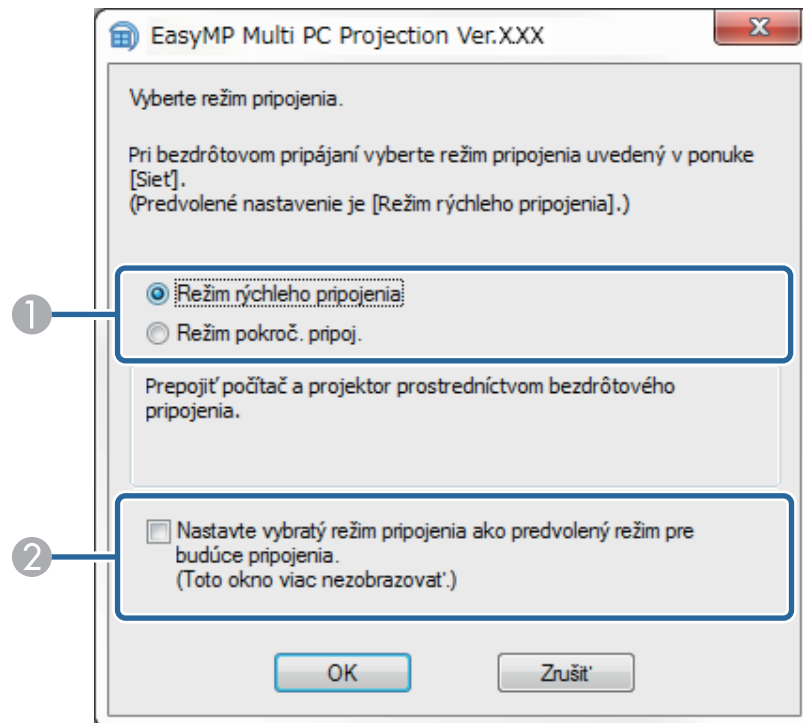 EasyMP Multi PC Projection Ver.X.XX
Vyberte režim pripojenia.
Pri bezdrôtovom pripájaní vyberte režim pripojenia uvedený v ponuke
[Sieť].
(Predvolené nastavenie je [Režim rýchleho pripojenia].)
1
Režim rýchleho pripojenia
Režim pokroč. pripoj.
Prepojiť počítač a projektor prostredníctvom bezdrôtového
pripojenia.
2
Nastavte vybratý režim pripojenia ako predvolený režim pre
budúce pripojenia.
(Toto okno viac nezobrazovať.)
OK
Zrušiť